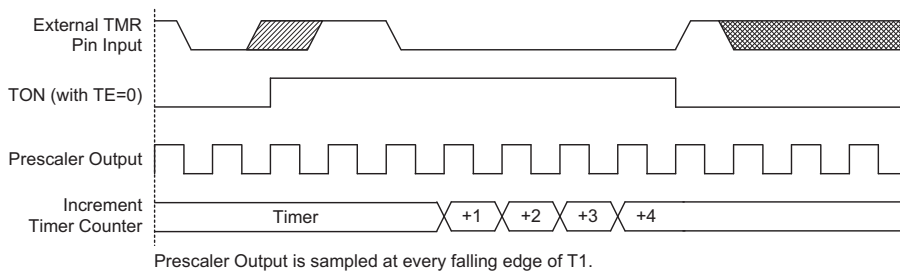 External TMR
Pin Input
TON (with TE=0)
Prescaler Output
Increment
Timer Counter
Timer
+1
+2
+3
+4
Prescaler Output is sampled at every falling edge of T1.